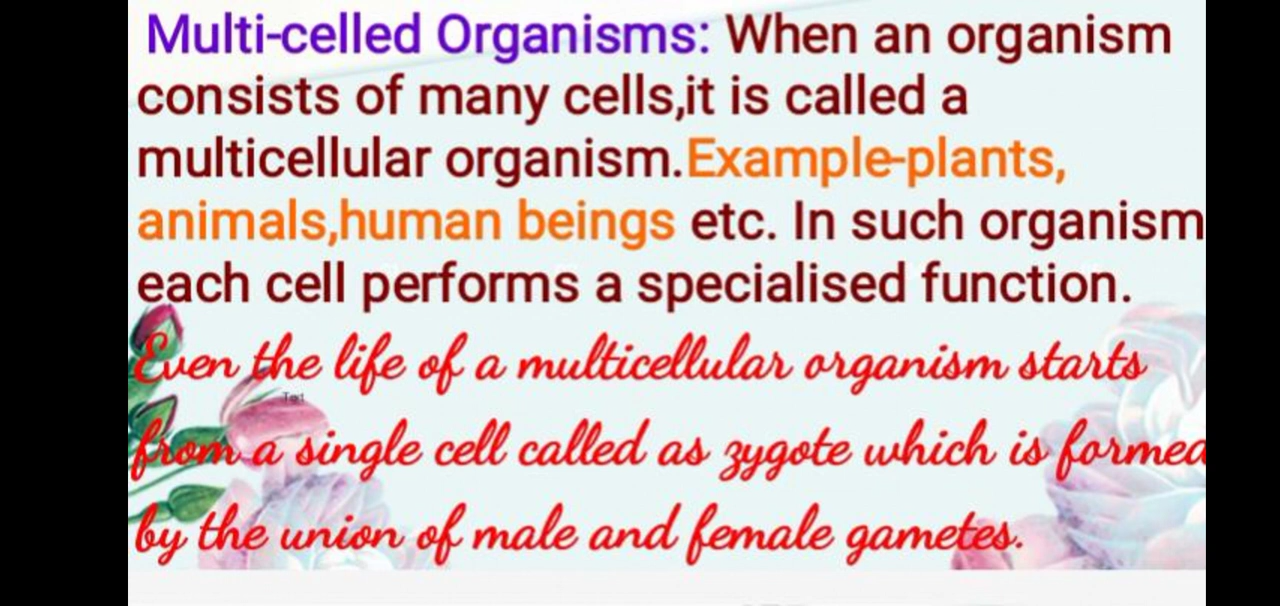 Multi-celled Organisms: When an organism
consists of many cells,it is called a
multicellular organism.Example-plants,
animals,human beings etc. In such organism
each cell performs a specialised function.
Even the life of a multicellular organism starts
Text
from a single cell called as zygote which is formed
by the union of male and female gametes.